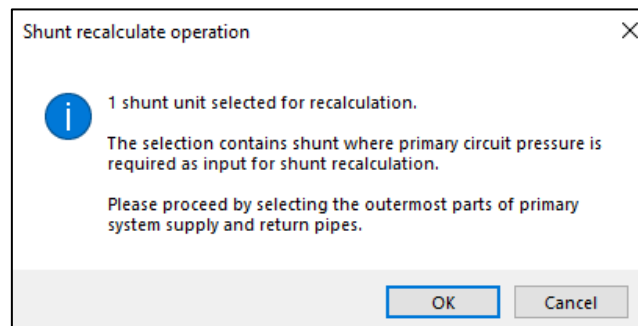 Shunt recalculate operation
1 shunt unit selected for recalculation.
The selection contains shunt where primary circuit pressure is
required as input for shunt recalculation.
Please proceed by selecting the outermost parts of primary
system supply and return pipes.
OK
Cancel